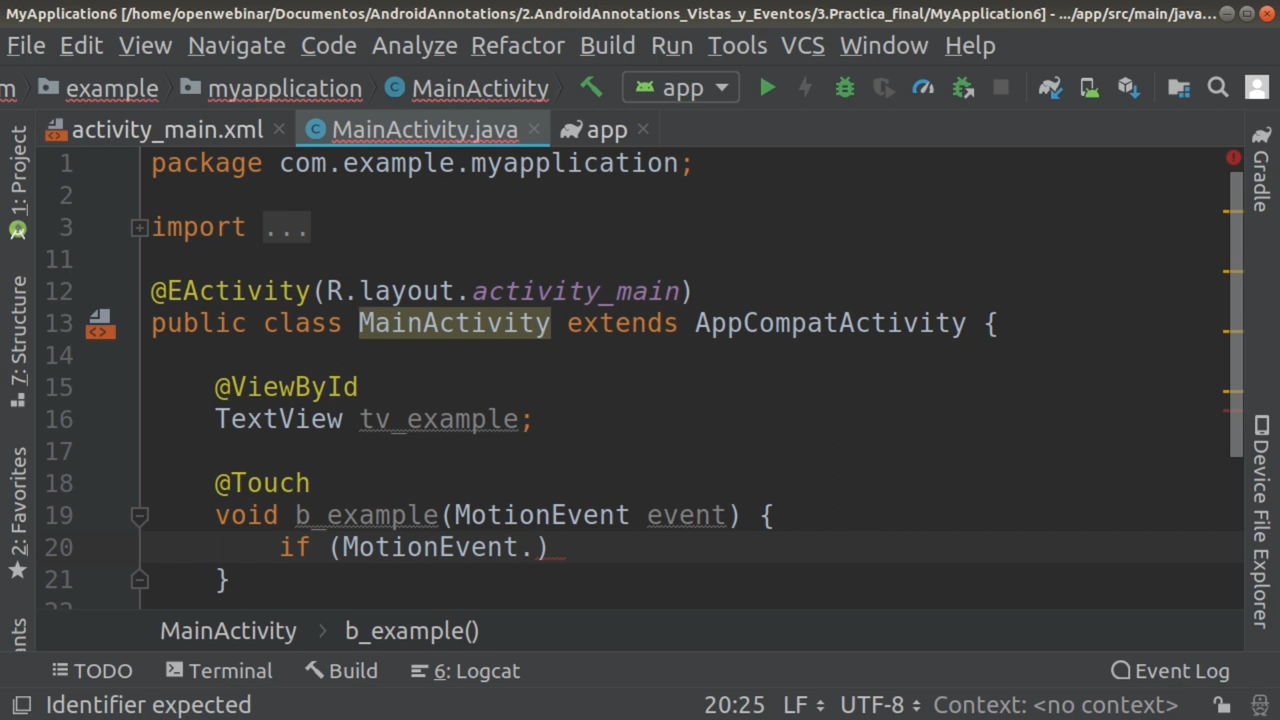 MyApplication6 [/home/openwebinar/Documentos/AndroidAnnotations/2.AndroidAnnotations_Vistas_y_Eventos/3.Practica_final/MyApplication6] - .../app/src/main/java...
File Edit View Navigate Code Analyze Refactor Build Run Tools VCS Window Help
m example myapplication MainActivity app
activity_main.xml MainActivity.java app
1 package com.example.myapplication;
2
3 import ...
11
12 @EActivity(R.layout.activity_main)
13 public class MainActivity extends AppCompatActivity {
14
15 @ViewById
16 TextView tv_example;
17
18 @Touch
19 void b_example(MotionEvent event) {
20 if (MotionEvent.)
21 }
22
1: Project
7: Structure
2: Favorites
ants
Gradle
Device File Explorer
MainActivity > b_example()
TODO Terminal Build 6: Logcat Event Log
Identifier expected 20:25 LF UTF-8 Context: <no context>